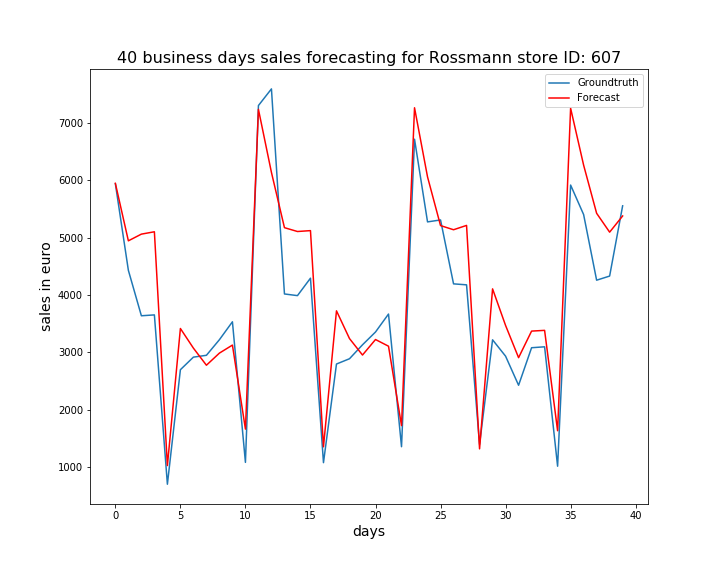 40 business days sales forecasting for Rossmann store ID: 607
Groundtruth
Forecast
7000
6000
5000
4000
3000
2000
1000
sales in euro
0 5 10 15 20 25 30 35 40
days